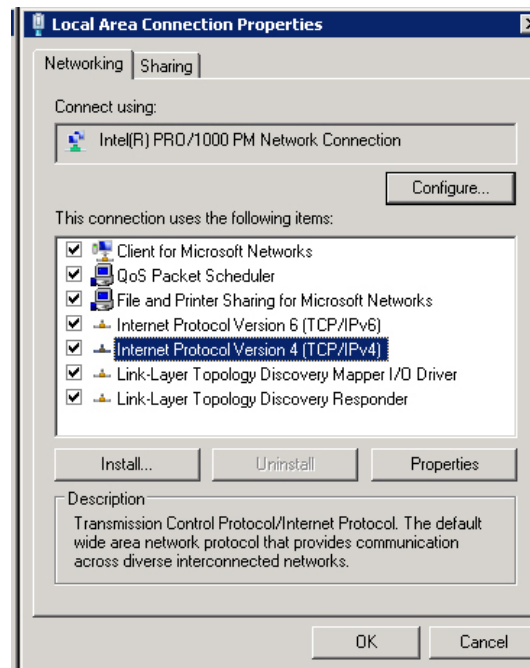 Local Area Connection Properties
Networking
Sharing
Connect using:
Intel(R) PRO/1000 PM Network Connection
Configure...
This connection uses the following items:
Client for Microsoft Networks
QoS Packet Scheduler
File and Printer Sharing for Microsoft Networks
Internet Protocol Version 6 (TCP/IPv6)
Internet Protocol Version 4 (TCP/IPv4)
Link-Layer Topology Discovery Mapper I/O Driver
Link-Layer Topology Discovery Responder
Install...
Uninstall
Properties
Description
Transmission Control Protocol/Internet Protocol. The default
wide area network protocol that provides communication
across diverse interconnected networks.
OK
Cancel